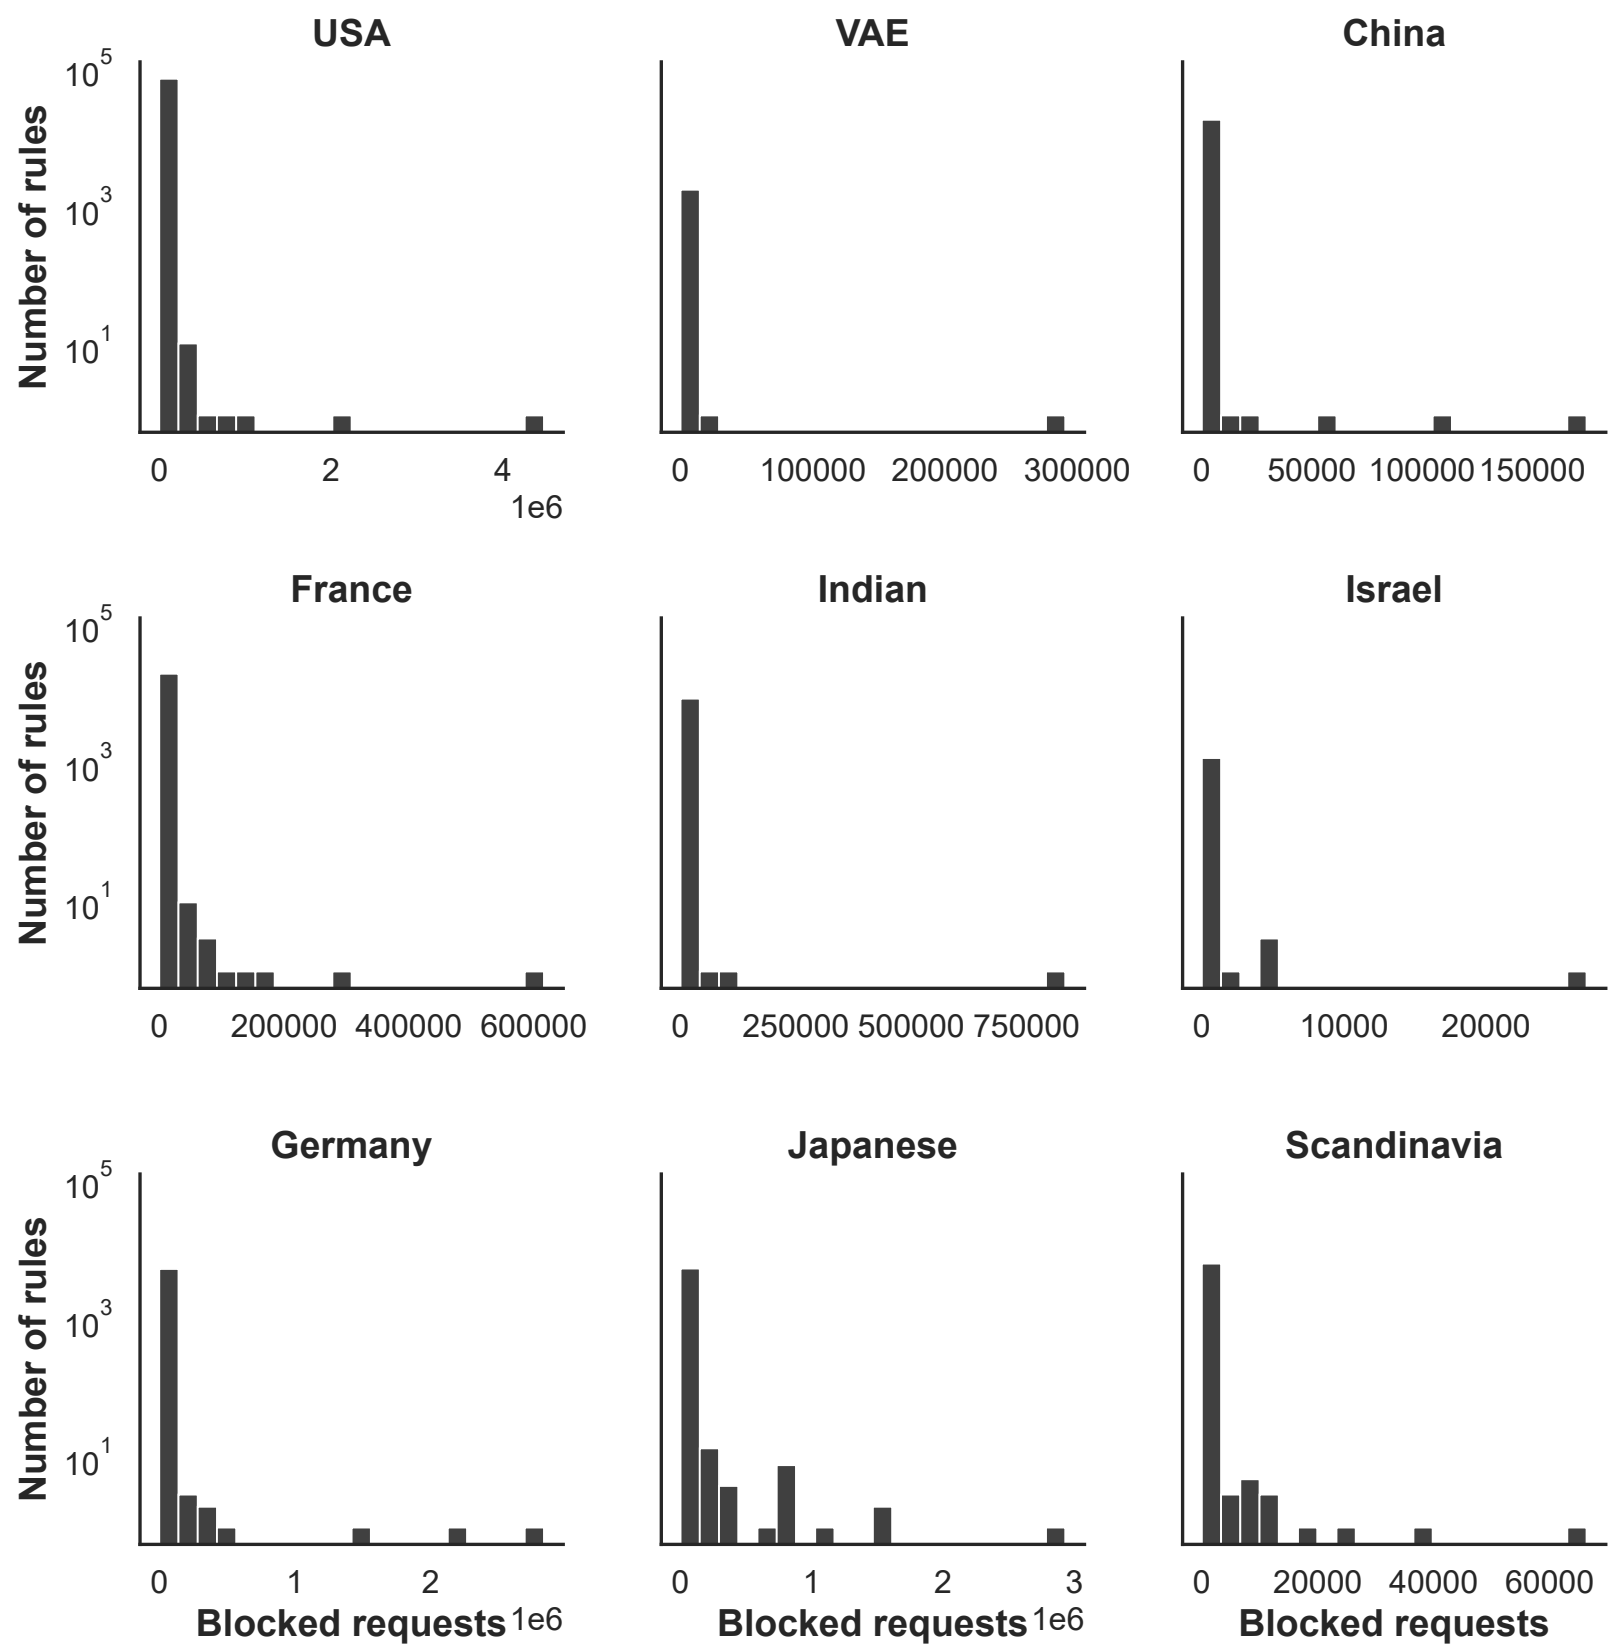 USA
VAE
China
Number of rules
10^5
10^3
10^1
0 2 4
1e6
0 100000 200000 300000
0 50000 100000 150000
France
Indian
Israel
Number of rules
10^5
10^3
10^1
0 200000 400000 600000
0 250000 500000 750000
0 10000 20000
Germany
Japanese
Scandinavia
Number of rules
10^5
10^3
10^1
0 1 2
Blocked requests 1e6
0 1 2 3
Blocked requests 1e6
0 20000 40000 60000
Blocked requests